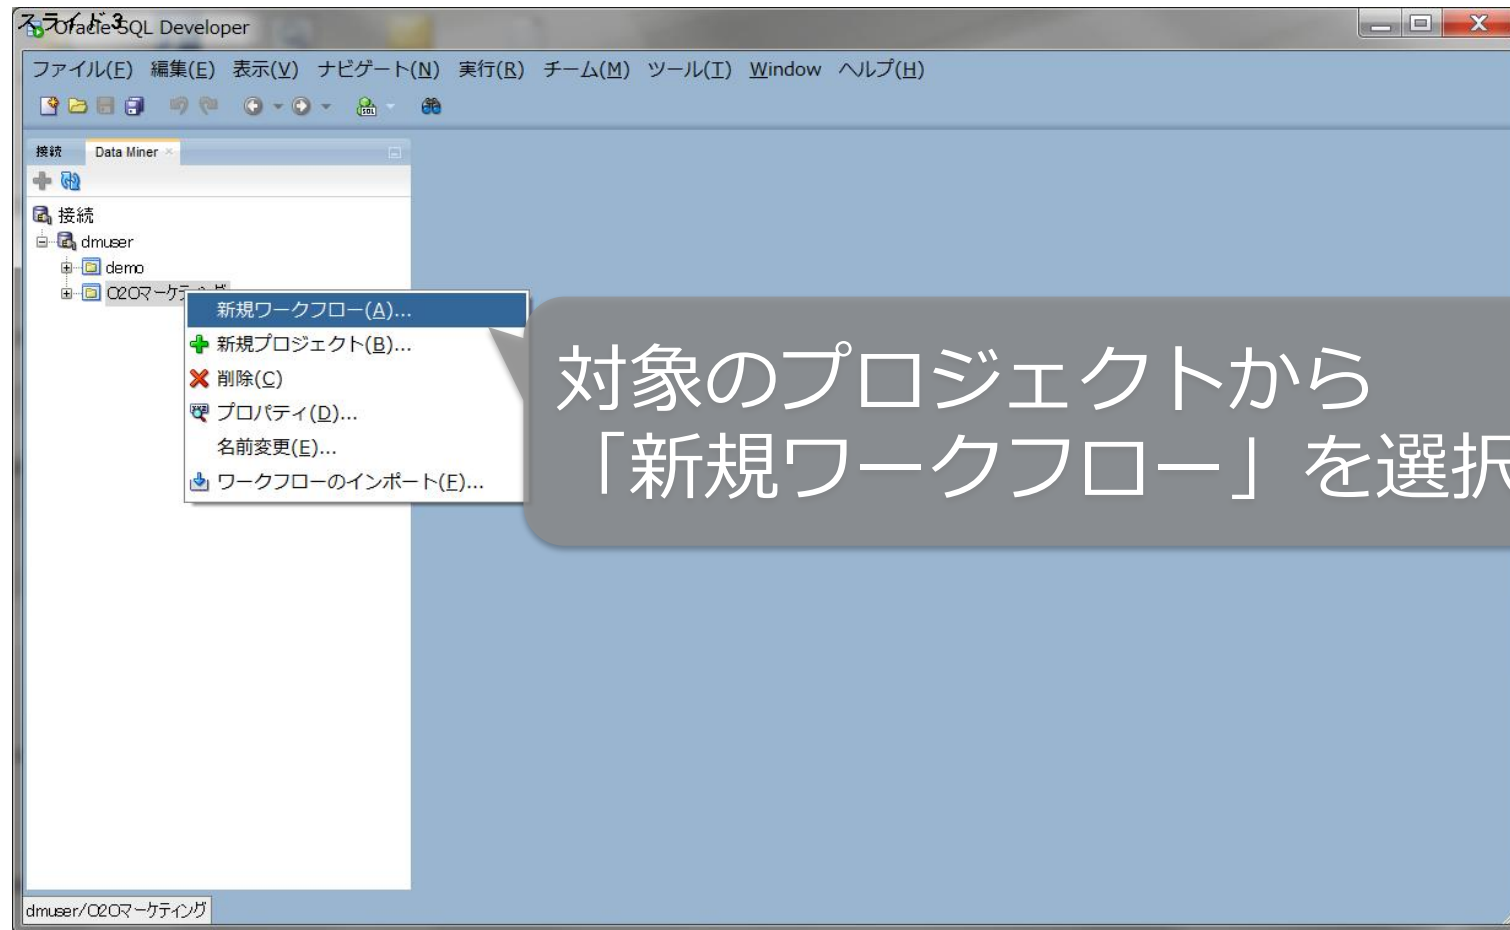 スライド3
Oracle SQL Developer
ファイル(F) 編集(E) 表示(V) ナビゲート(N) 実行(R) チーム(M) ツール(T) Window ヘルプ(H)
接続 Data Miner
接続
dmuser
demo
O2Oマーケティング
新規ワークフロー(A)...
新規プロジェクト(B)...
削除(C)
プロパティ(D)...
名前変更(E)...
ワークフローのインポート(F)...
対象のプロジェクトから
「新規ワークフロー」を選択
dmuser/O2Oマーケティング